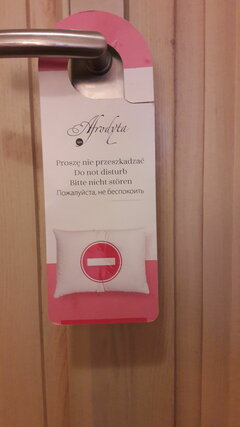 Afrodyta
Proszę nie przeszkadzać
Do not disturb
Bitte nicht stören
Пожалуйста, не беспокоить